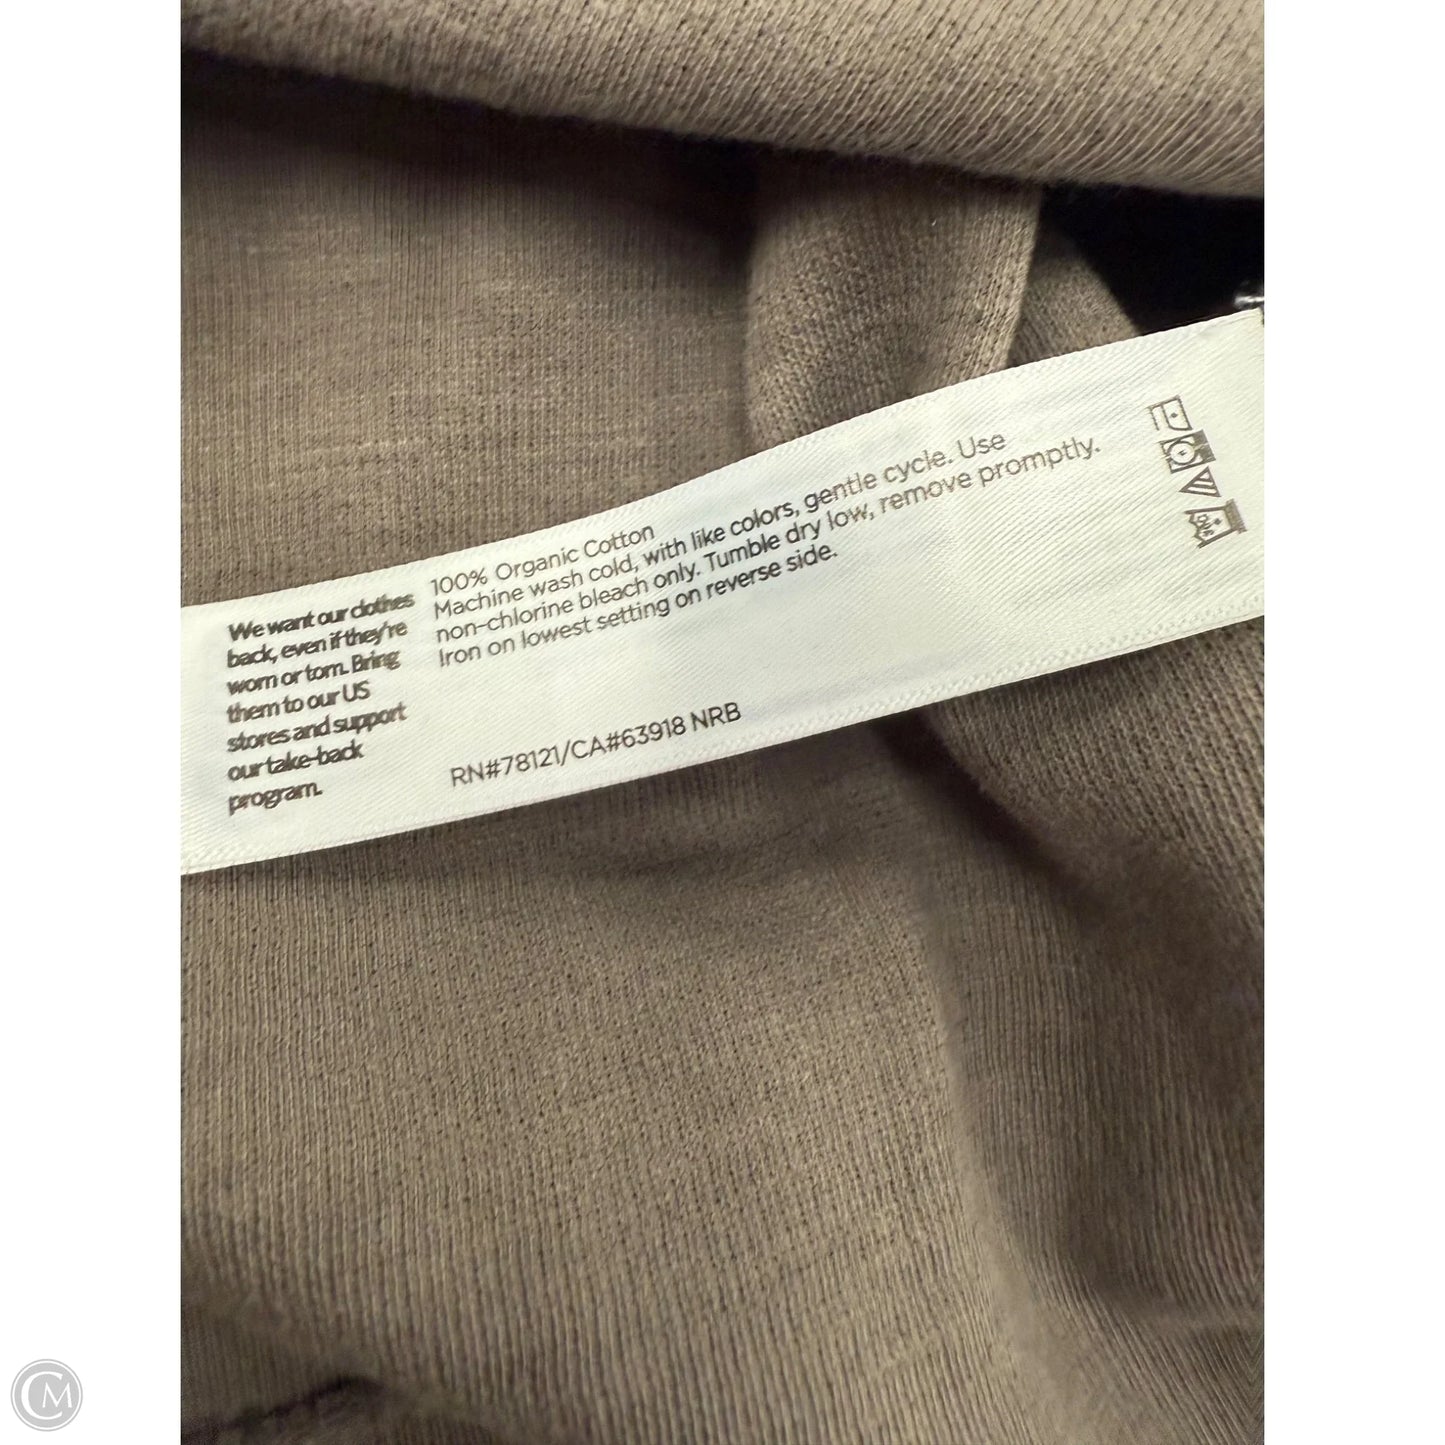 We want our clothes
back, even if they're
worn or torn. Bring
them to our US
stores and support
our take-back
program.
100% Organic Cotton
Machine wash cold, with like colors, gentle cycle. Use
non-chlorine bleach only. Tumble dry low, remove promptly.
Iron on lowest setting on reverse side.
RN#78121/CA#63918 NRB
CM